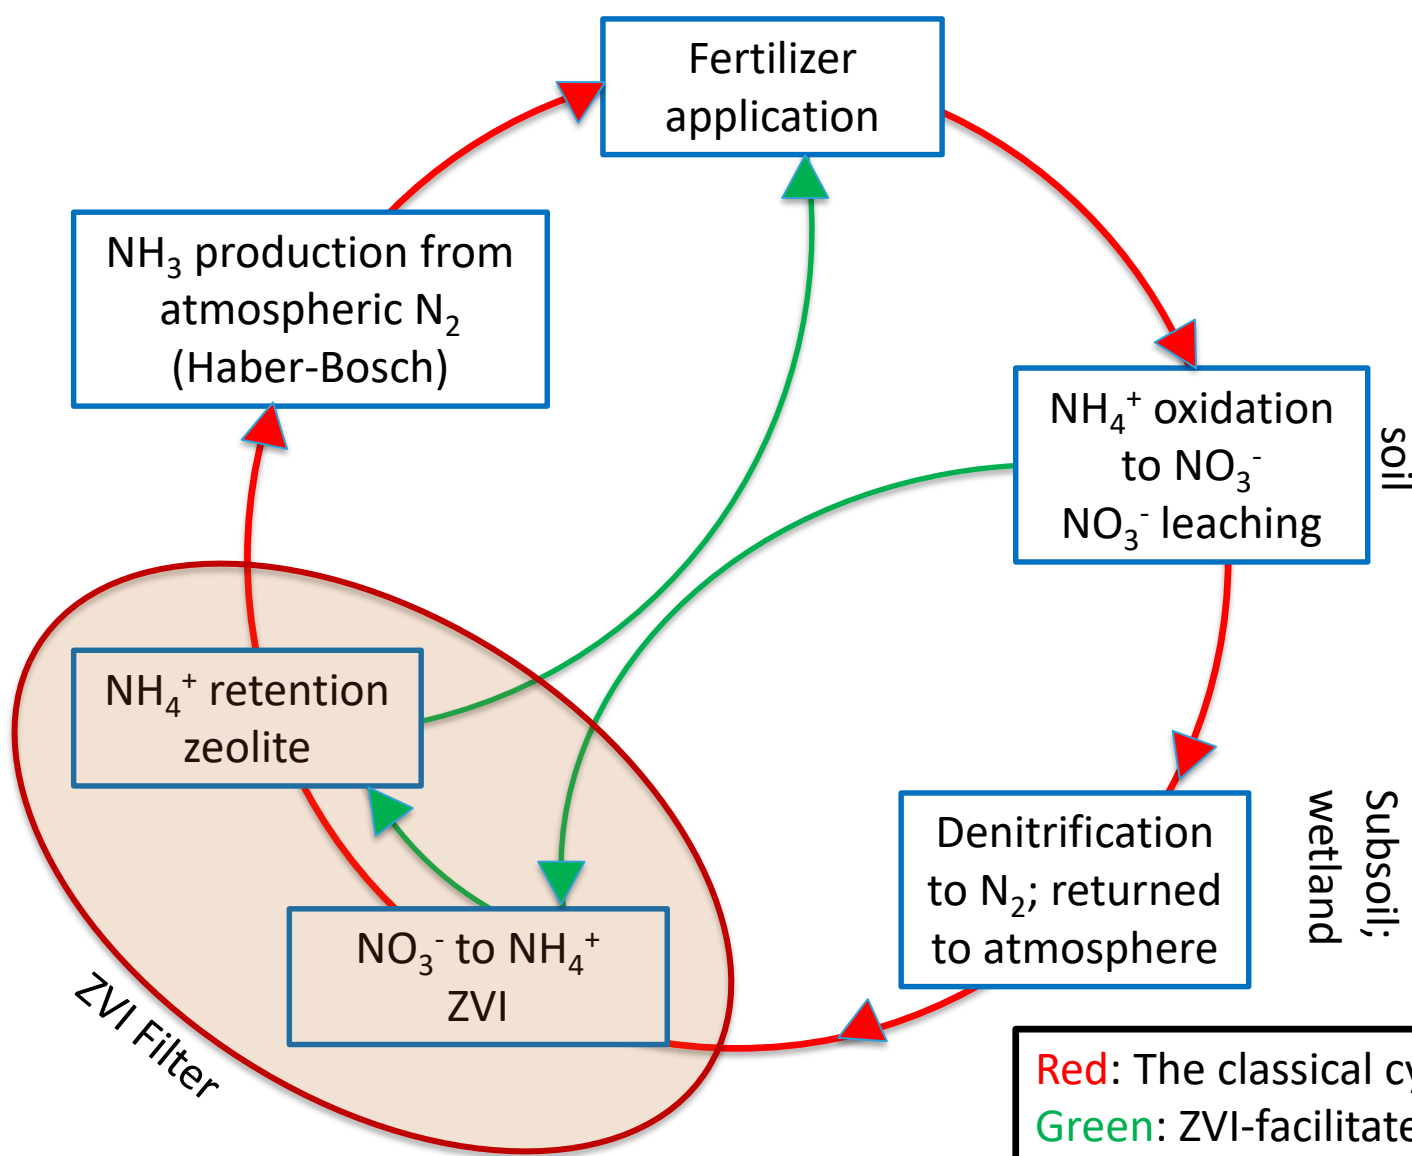 Fertilizer
application
NH₃ production from
atmospheric N₂
(Haber-Bosch)
NH₄⁺ oxidation
to NO₃⁻
NO₃⁻ leaching
soil
NH₄⁺ retention
zeolite
Denitrification
to N₂; returned
to atmosphere
Subsoil;
wetland
NO₃⁻ to NH₄⁺
ZVI
ZVI Filter
Red: The classical
Green: ZVI-facilitate